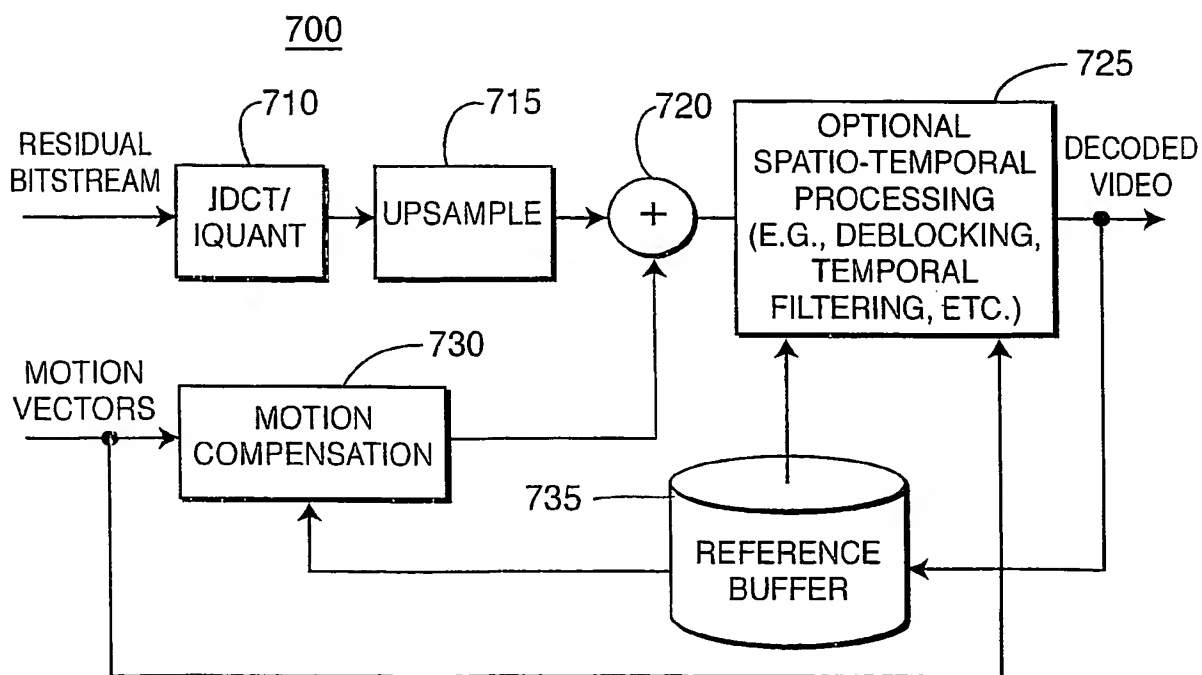 700
710
715
720
725
RESIDUAL
BITSTREAM
IDCT/
IQUANT
UPSAMPLE
+
OPTIONAL
SPATIO-TEMPORAL
PROCESSING
(E.G., DEBLOCKING,
TEMPORAL
FILTERING, ETC.)
DECODED
VIDEO
730
MOTION
VECTORS
MOTION
COMPENSATION
735
REFERENCE
BUFFER